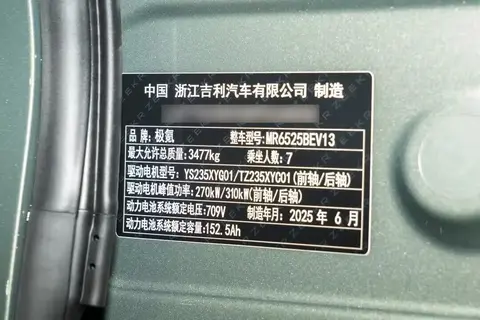 中国 浙江吉利汽车有限公司 制造
品牌: 极氪 整车型号: MR6525BEV13
最大允许总质量: 3477kg 乘坐人数: 7
驱动电机型号: YS235XYG01/TZ235XYC01(前轴/后轴)
驱动电机峰值功率: 270kW/310kW(前轴/后轴)
动力电池系统额定电压: 709V 制造年月: 2025 年 6 月
动力电池系统额定容量: 152.5Ah